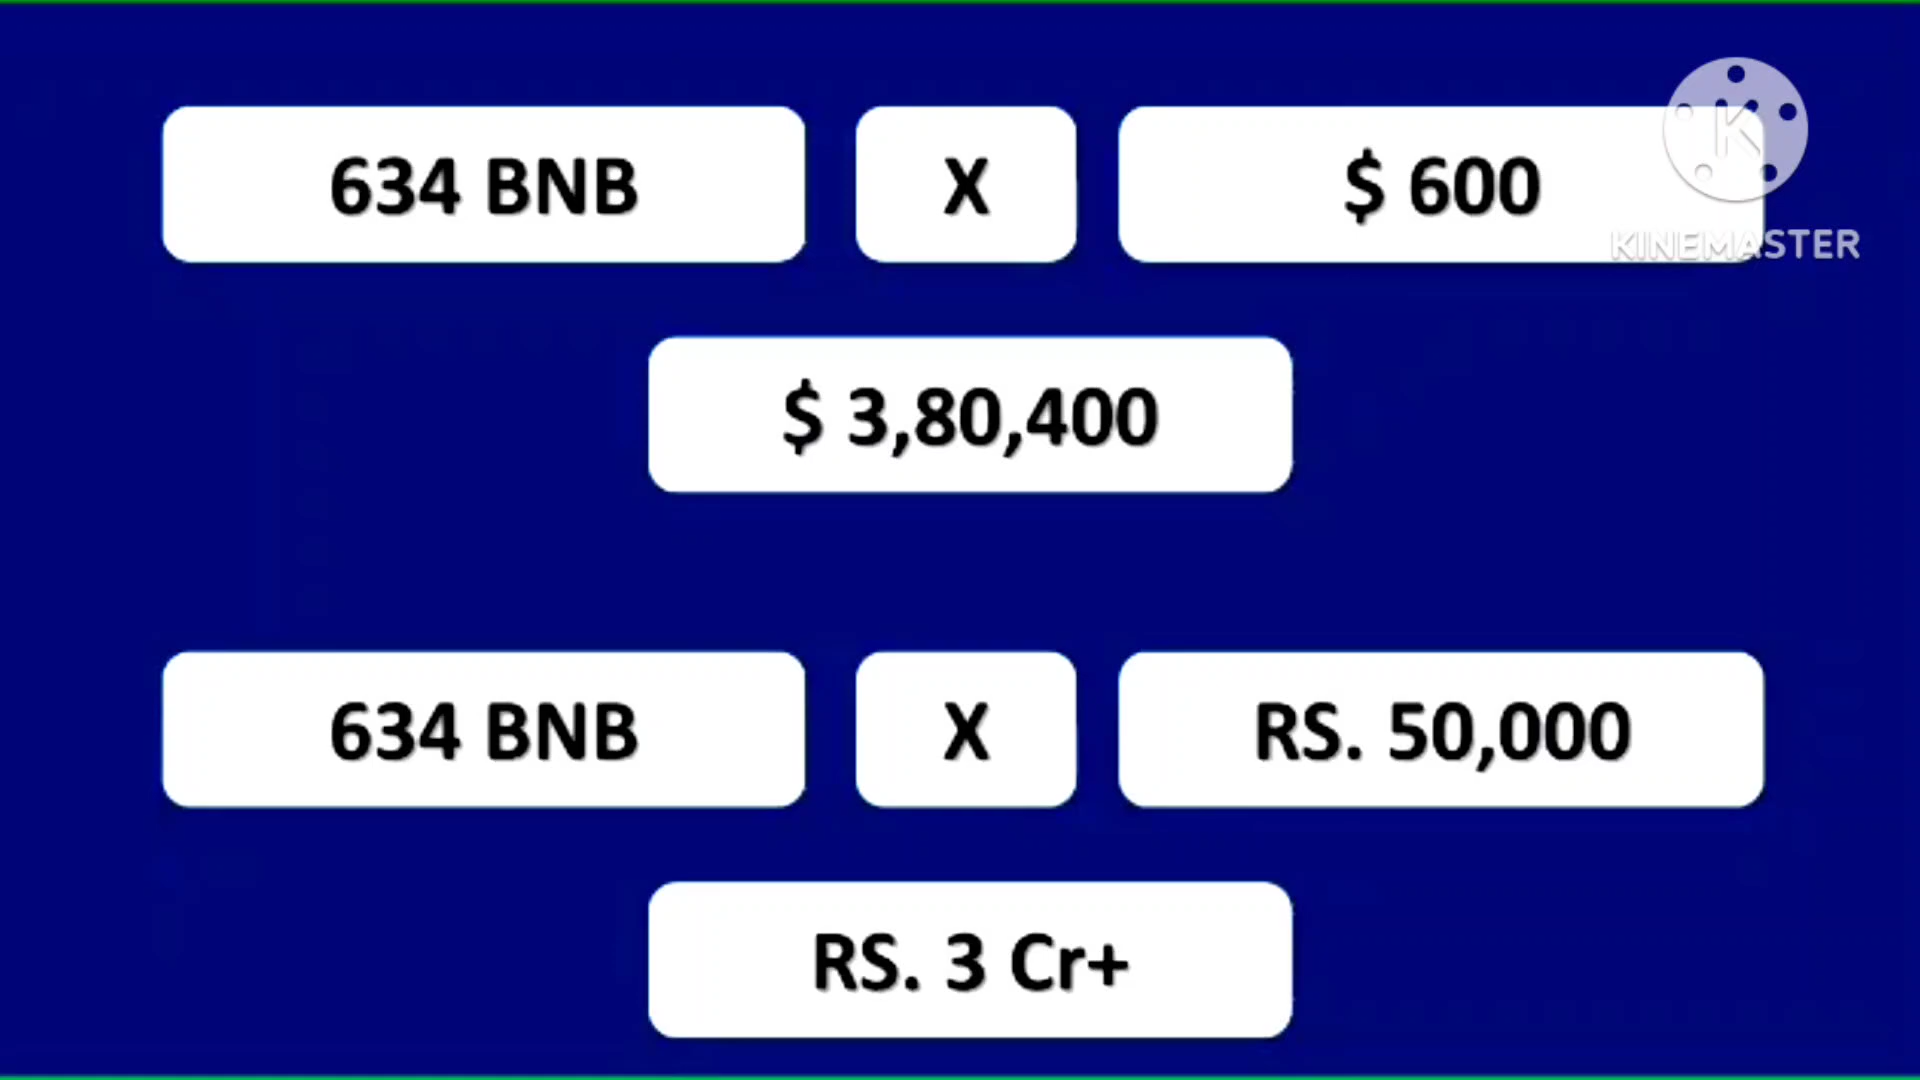 634 BNB X $ 600
KINEMASTER
$ 3,80,400
634 BNB X RS. 50,000
RS. 3 Cr+